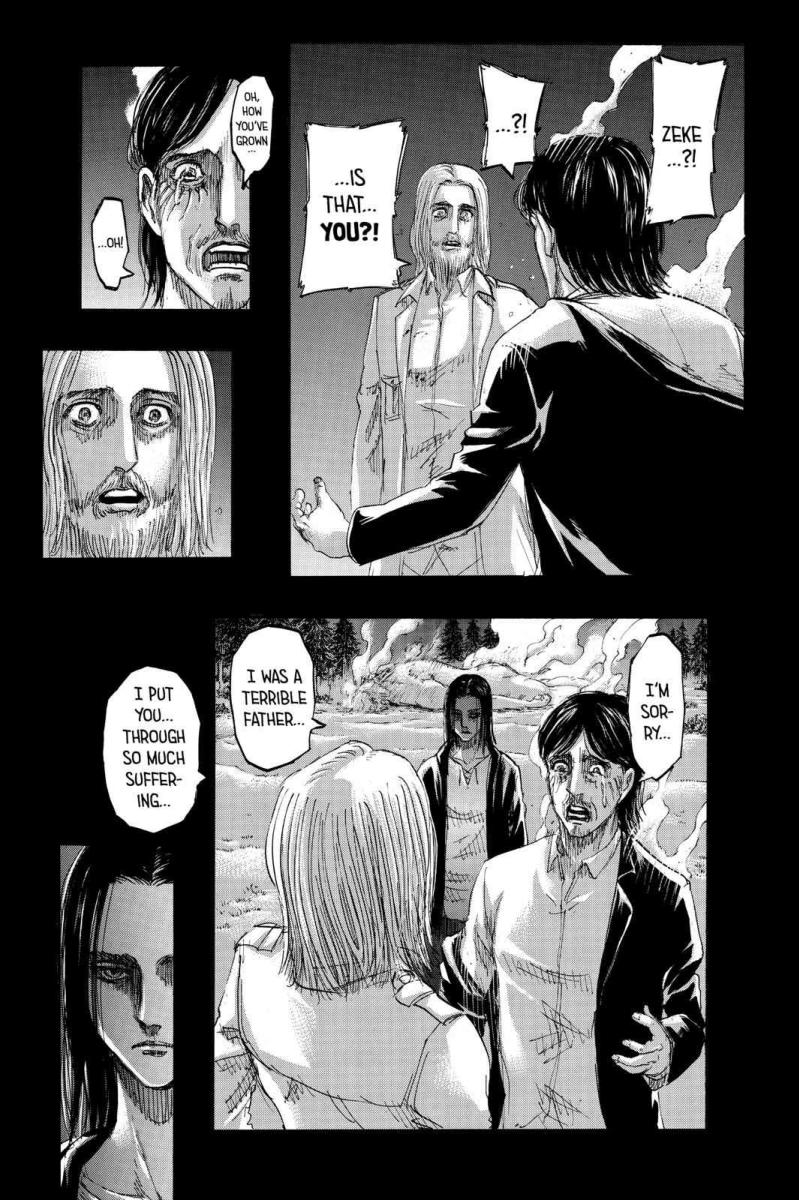 ZEKE
...?!
...?!
...IS
THAT...
YOU?!
OH,
HOW
YOU'VE
GROWN
...
...OH!
I'M
SOR-
RY...
I WAS A
TERRIBLE
FATHER...
I PUT
YOU...
THROUGH
SO MUCH
SUFFER-
ING...